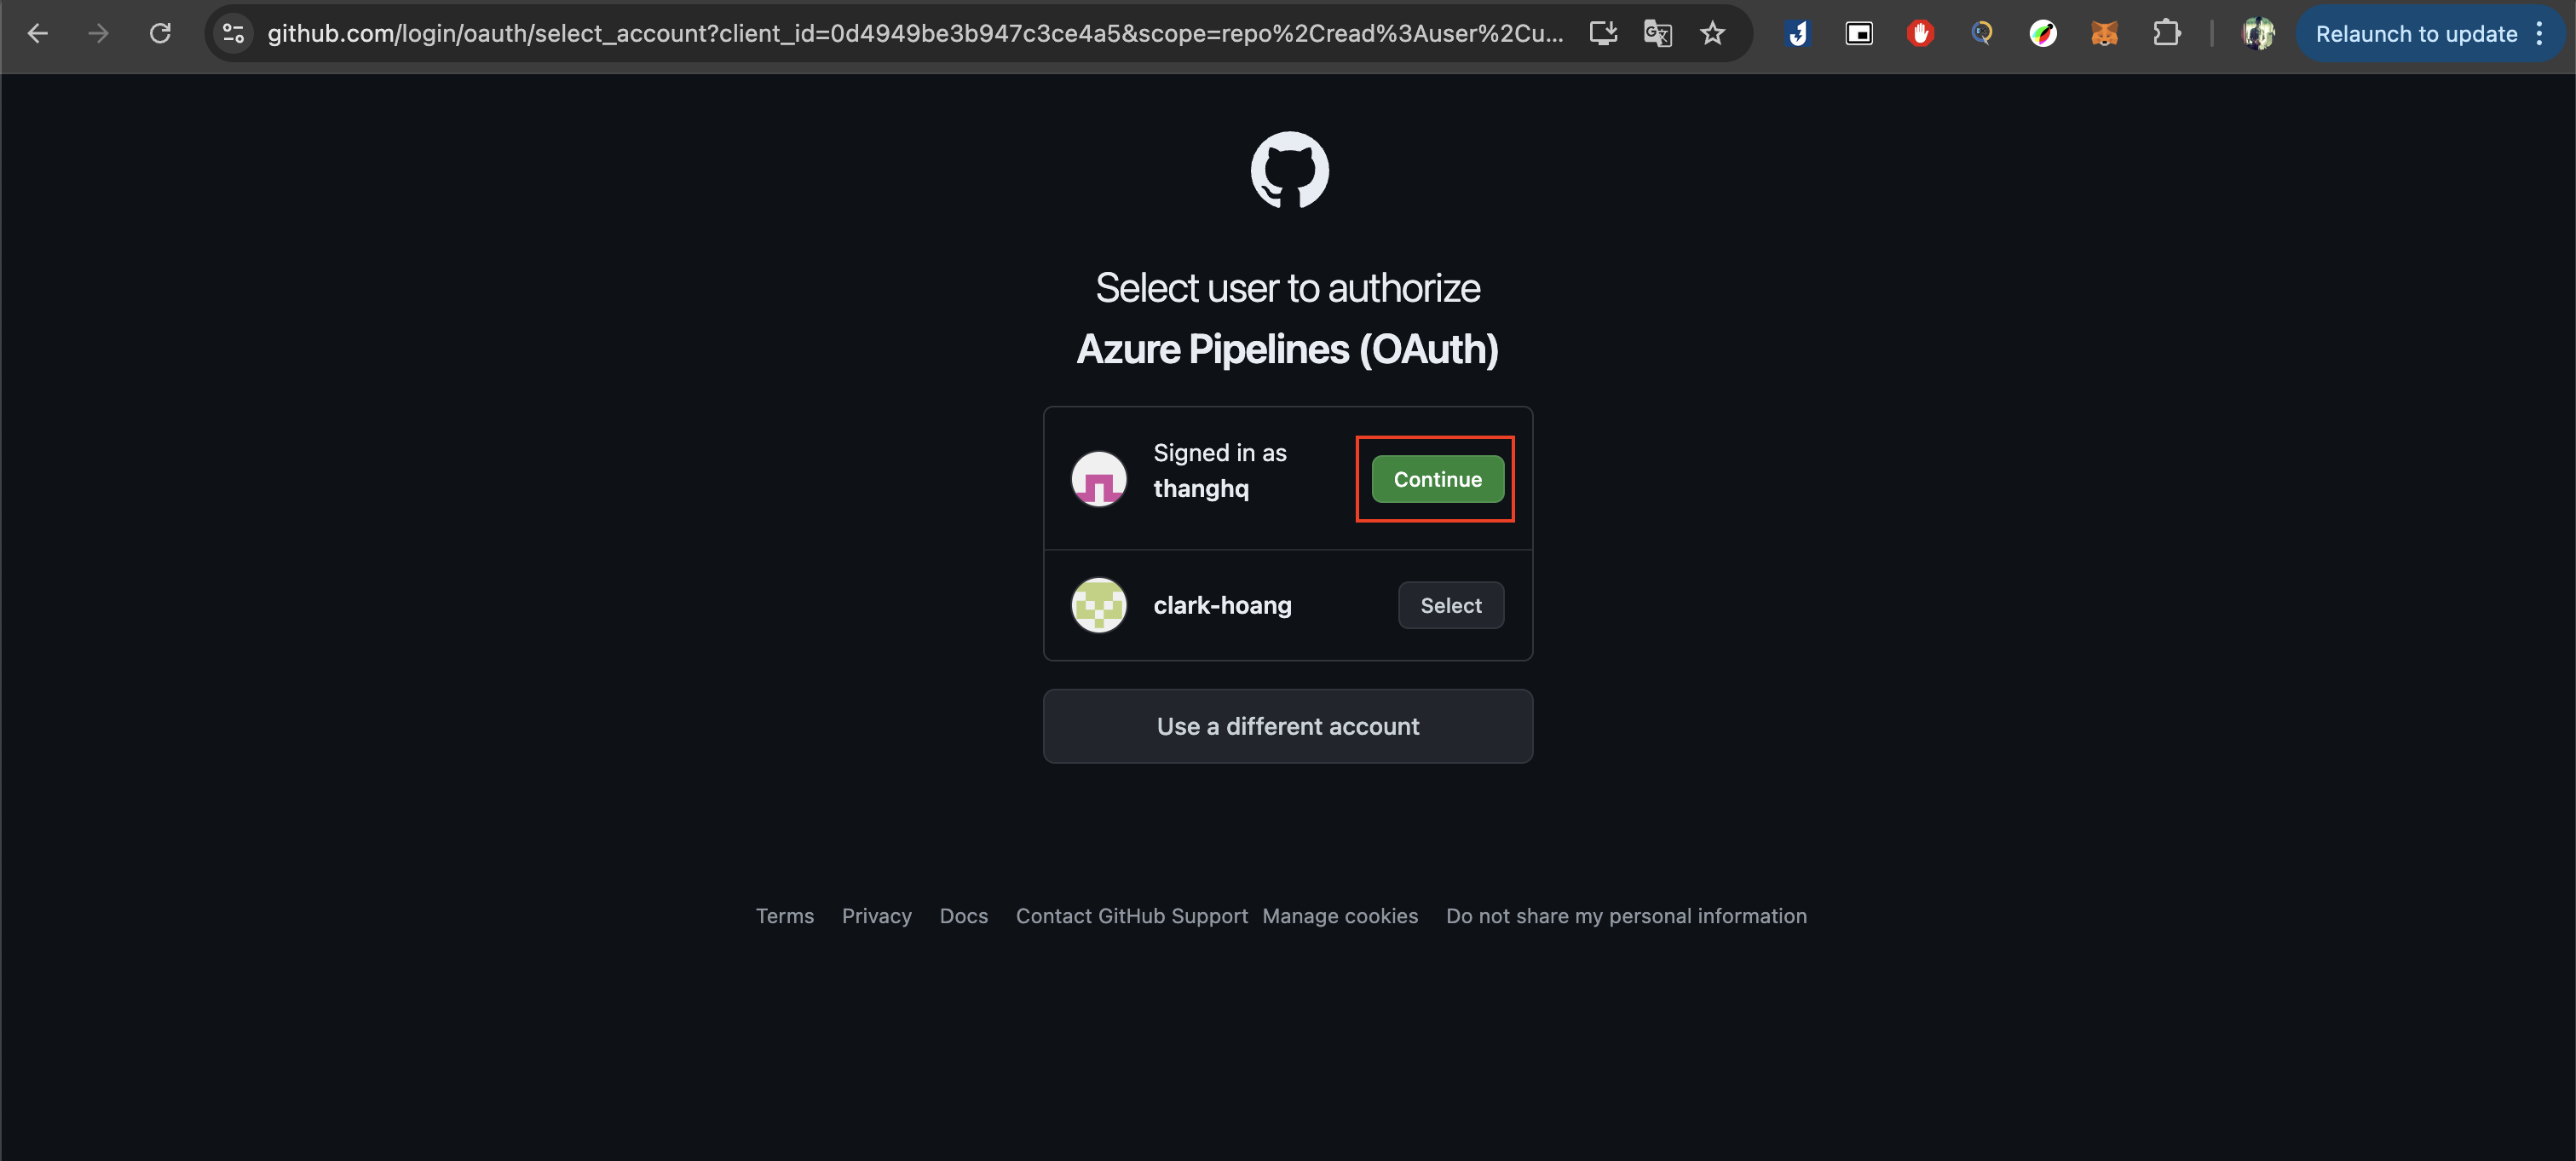 github.com/login/oauth/select_account?client_id=0d4949be3b947c3ce4a5&scope=repo%2Cread%3Auser%2Cu...
Relaunch to update
Select user to authorize
Azure Pipelines (OAuth)
Signed in as
thanghq
Continue
clark-hoang
Select
Use a different account
Terms Privacy Docs Contact GitHub Support Manage cookies Do not share my personal information